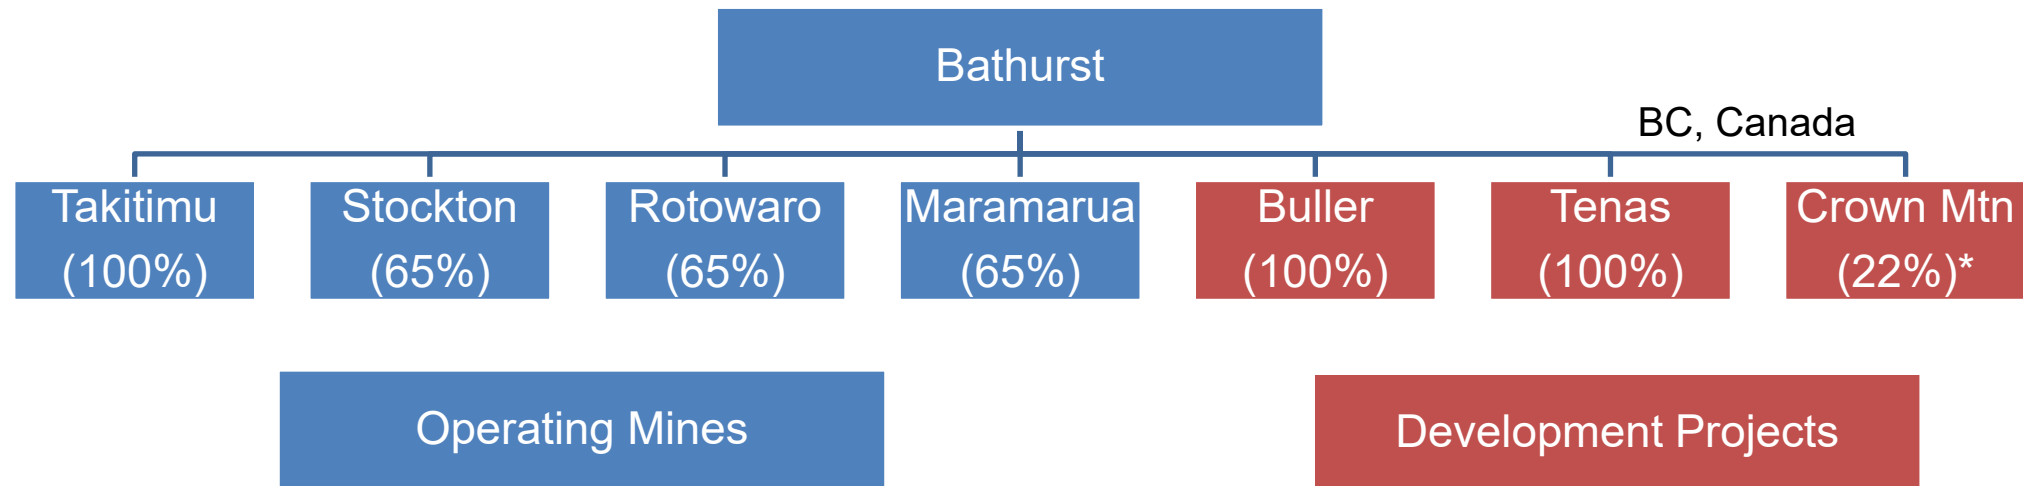 Bathurst
BC, Canada
Takitimu
(100%)
Stockton
(65%)
Rotowaro
(65%)
Maramarua
(65%)
Buller
(100%)
Tenas
(100%)
Crown Mtn
(22%)*
Operating Mines
Development Projects